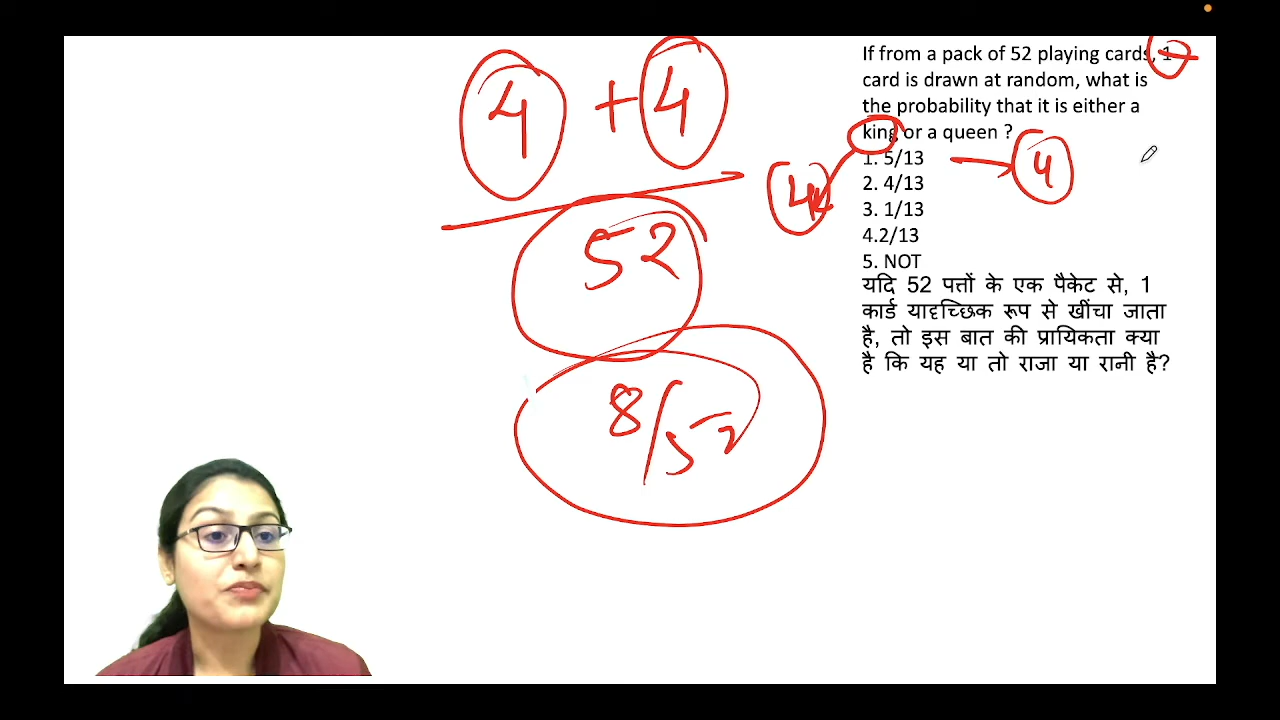 4 + 4
52
8/52
If from a pack of 52 playing cards, 1
card is drawn at random, what is
the probability that it is either a
king or a queen ?
1. 5/13
4
2. 4/13
4
3. 1/13
4.2/13
5. NOT
यदि 52 पत्तों के एक पैकेट से, 1
कार्ड यादृच्छिक रूप से खींचा जाता
है, तो इस बात की प्रायिकता क्या
है कि यह या तो राजा या रानी है?